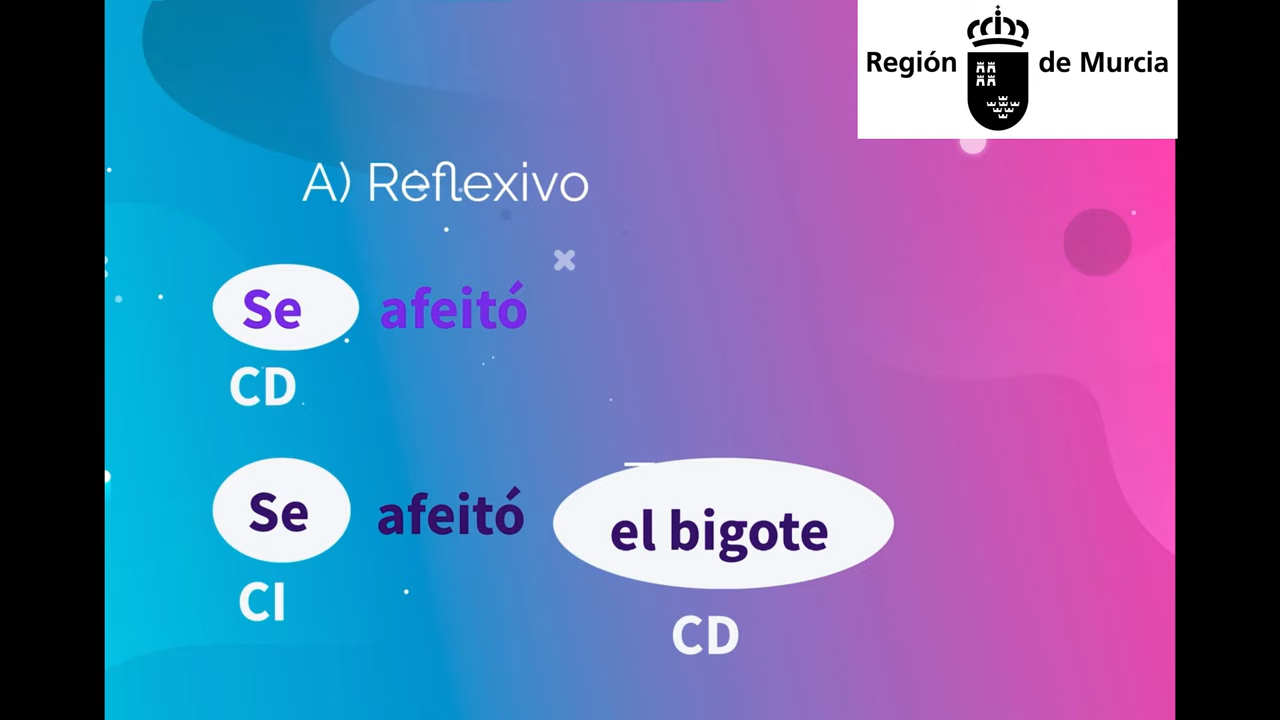 Región de Murcia
A) Reflexivo
Se afeitó
CD
Se afeitó el bigote
CI
CD